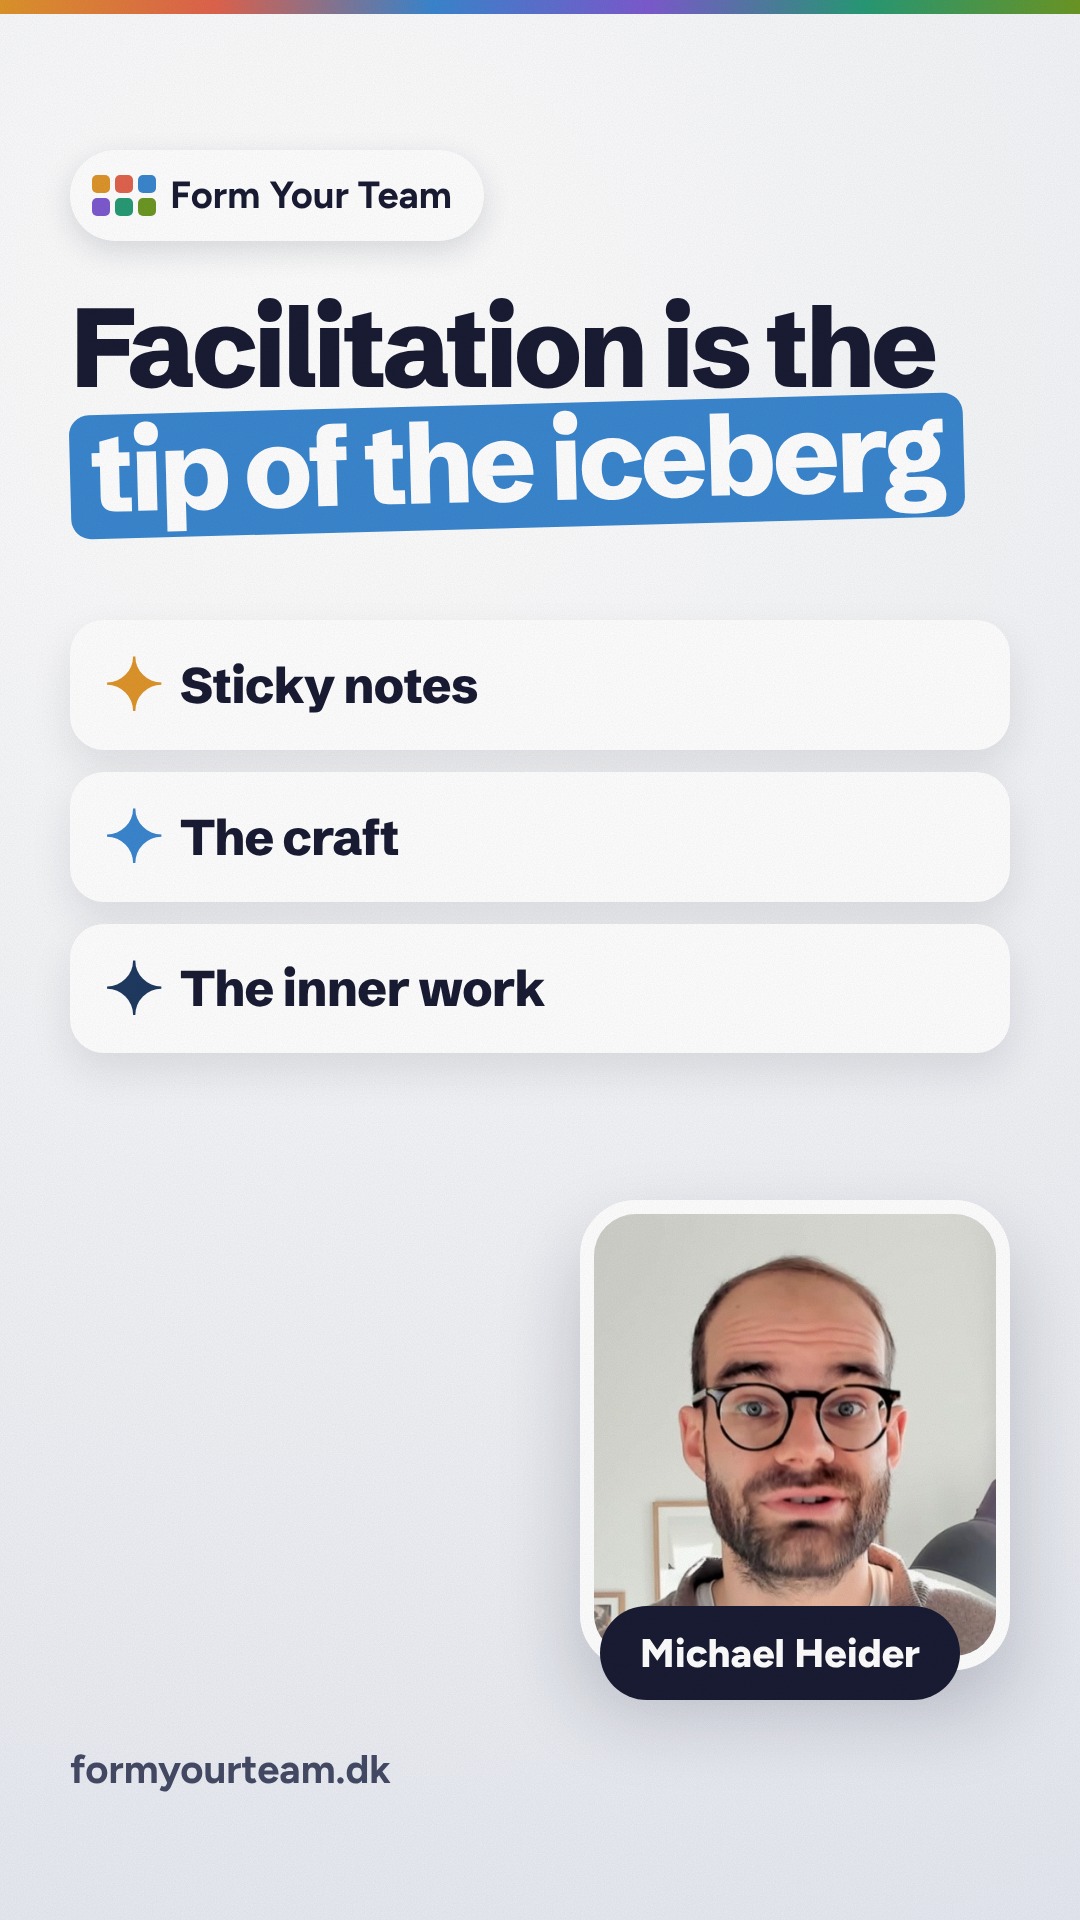 Form Your Team
Facilitation is the
tip of the iceberg
Sticky notes
The craft
The inner work
Michael Heider
formyourteam.dk